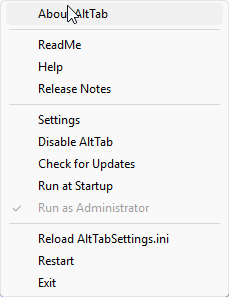 About AltTab
ReadMe
Help
Release Notes
Settings
Disable AltTab
Check for Updates
Run at Startup
Run as Administrator
Reload AltTabSettings.ini
Restart
Exit